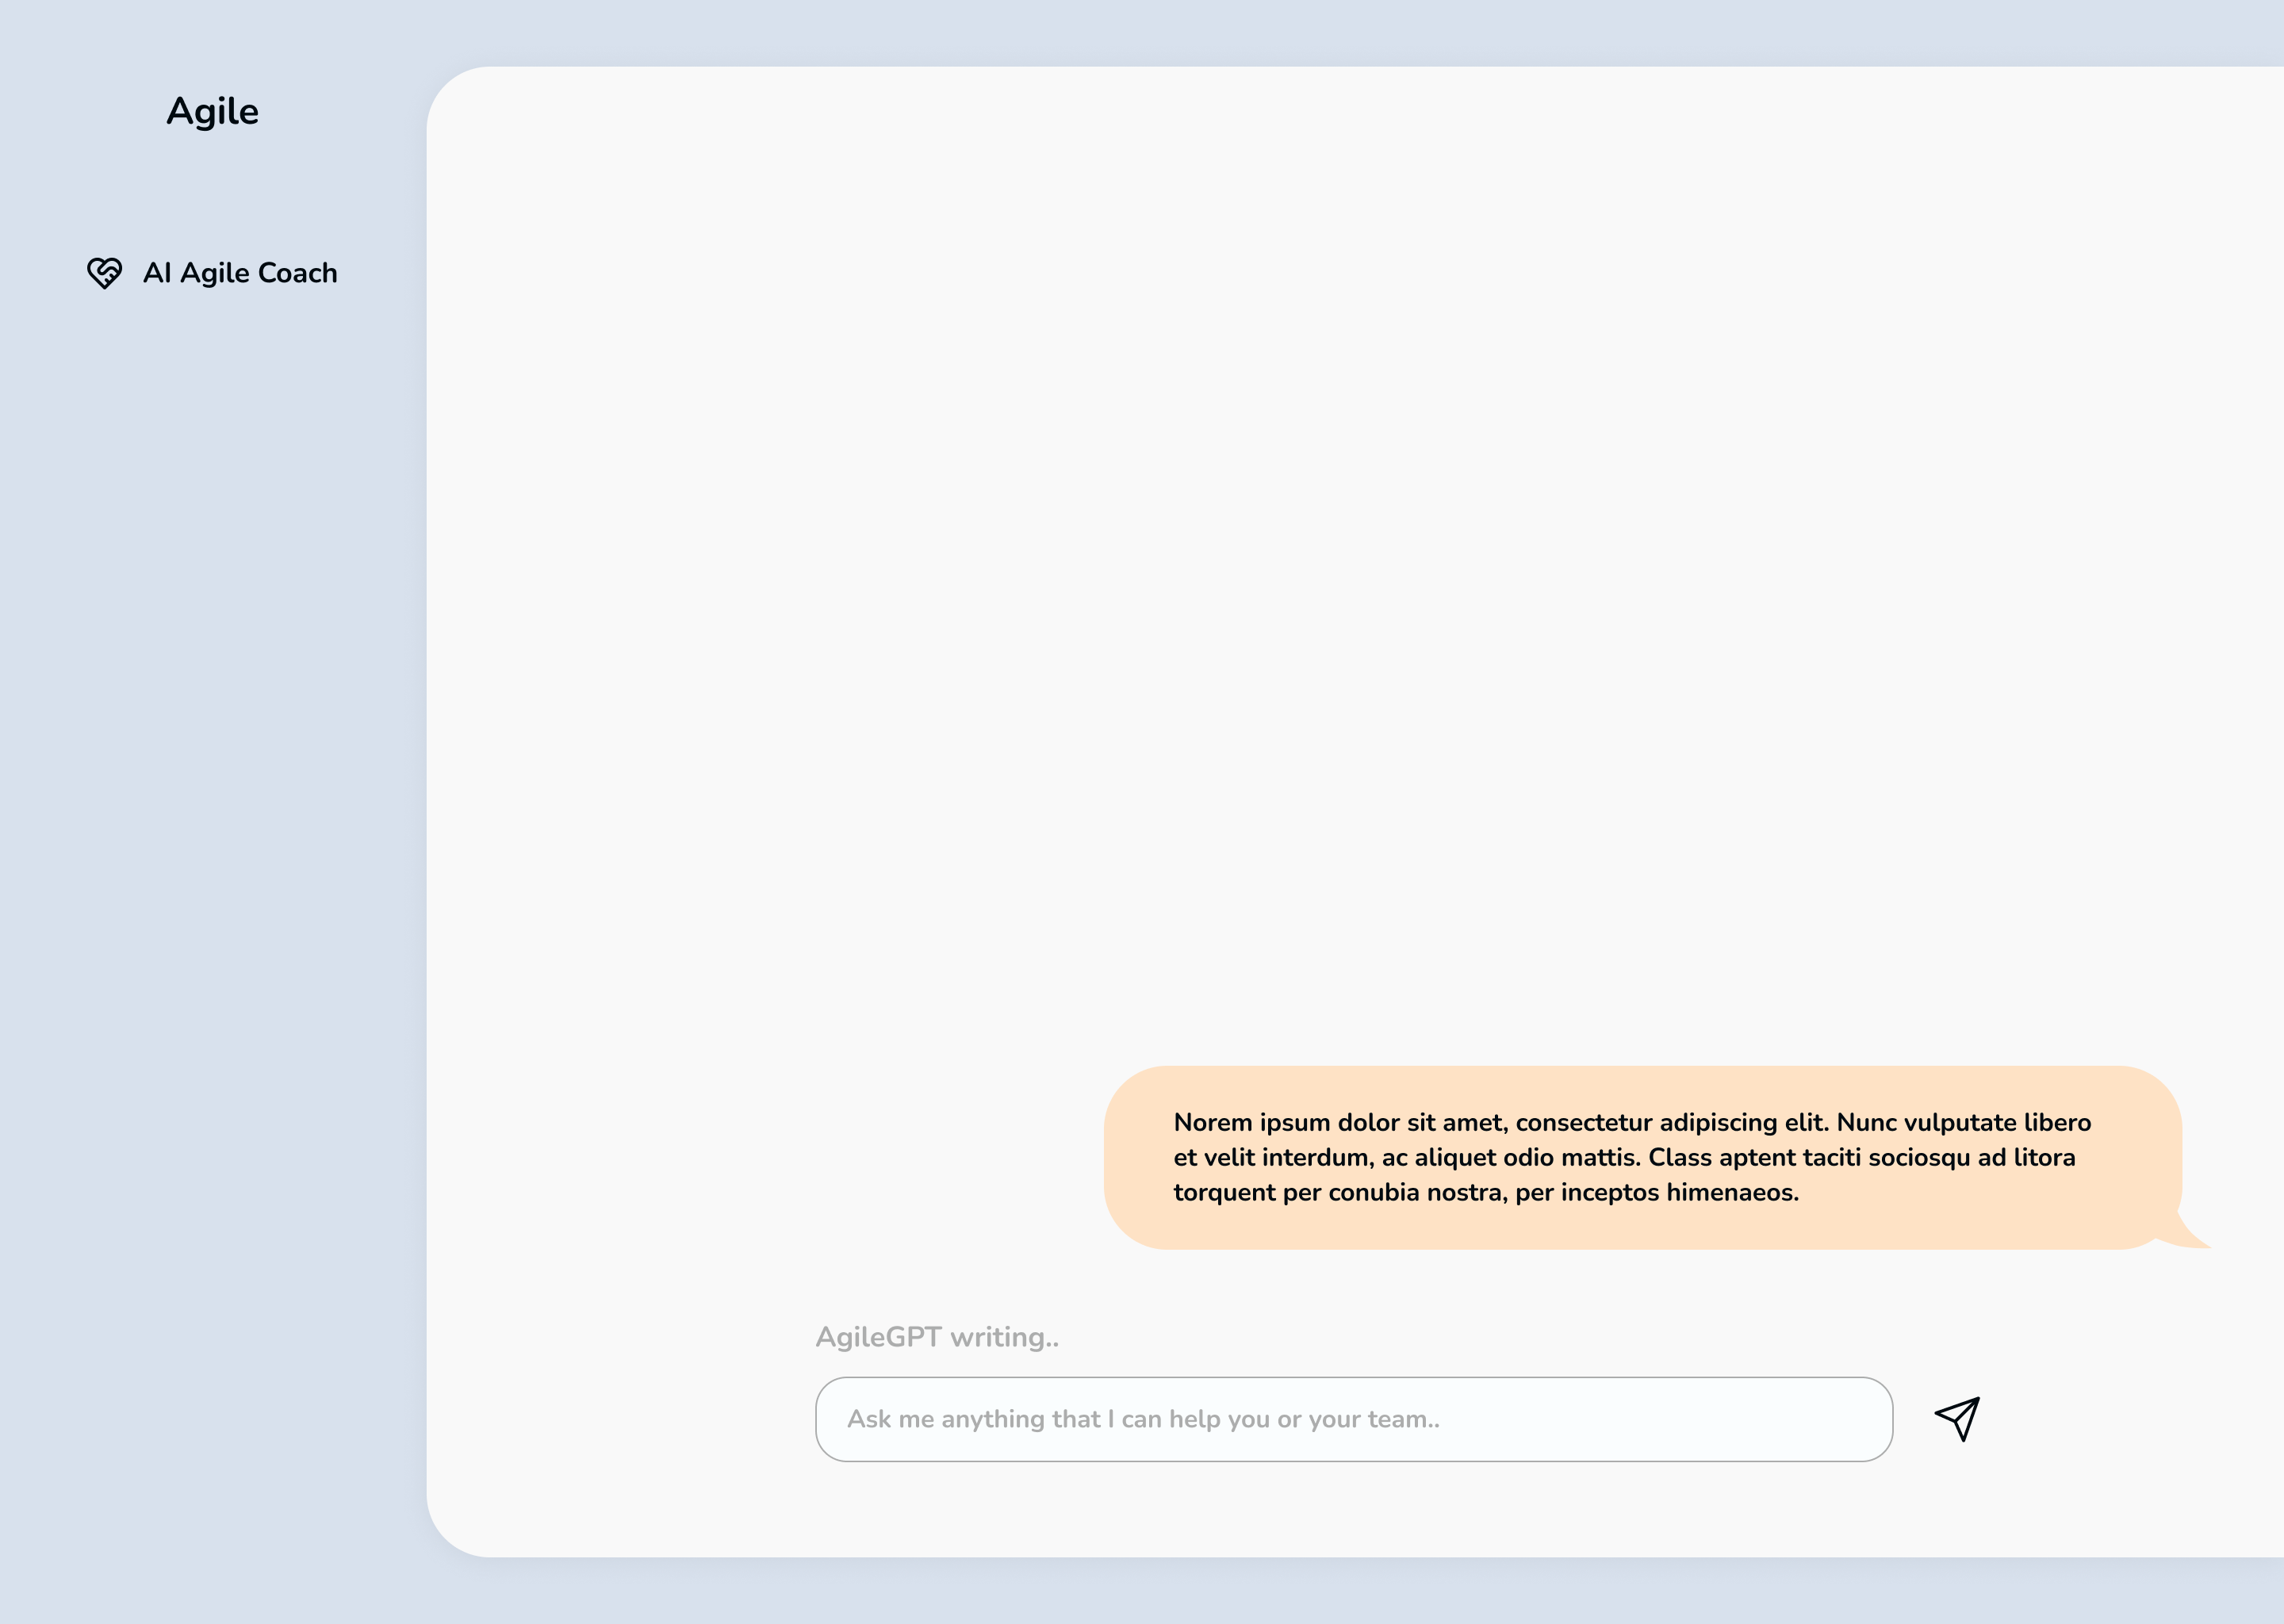 Agile
AI Agile Coach
Norem ipsum dolor sit amet, consectetur adipiscing elit. Nunc vulputate libero
et velit interdum, ac aliquet odio mattis. Class aptent taciti sociosqu ad litora
torquent per conubia nostra, per inceptos himenaeos.
AgileGPT writing..
Ask me anything that I can help you or your team..